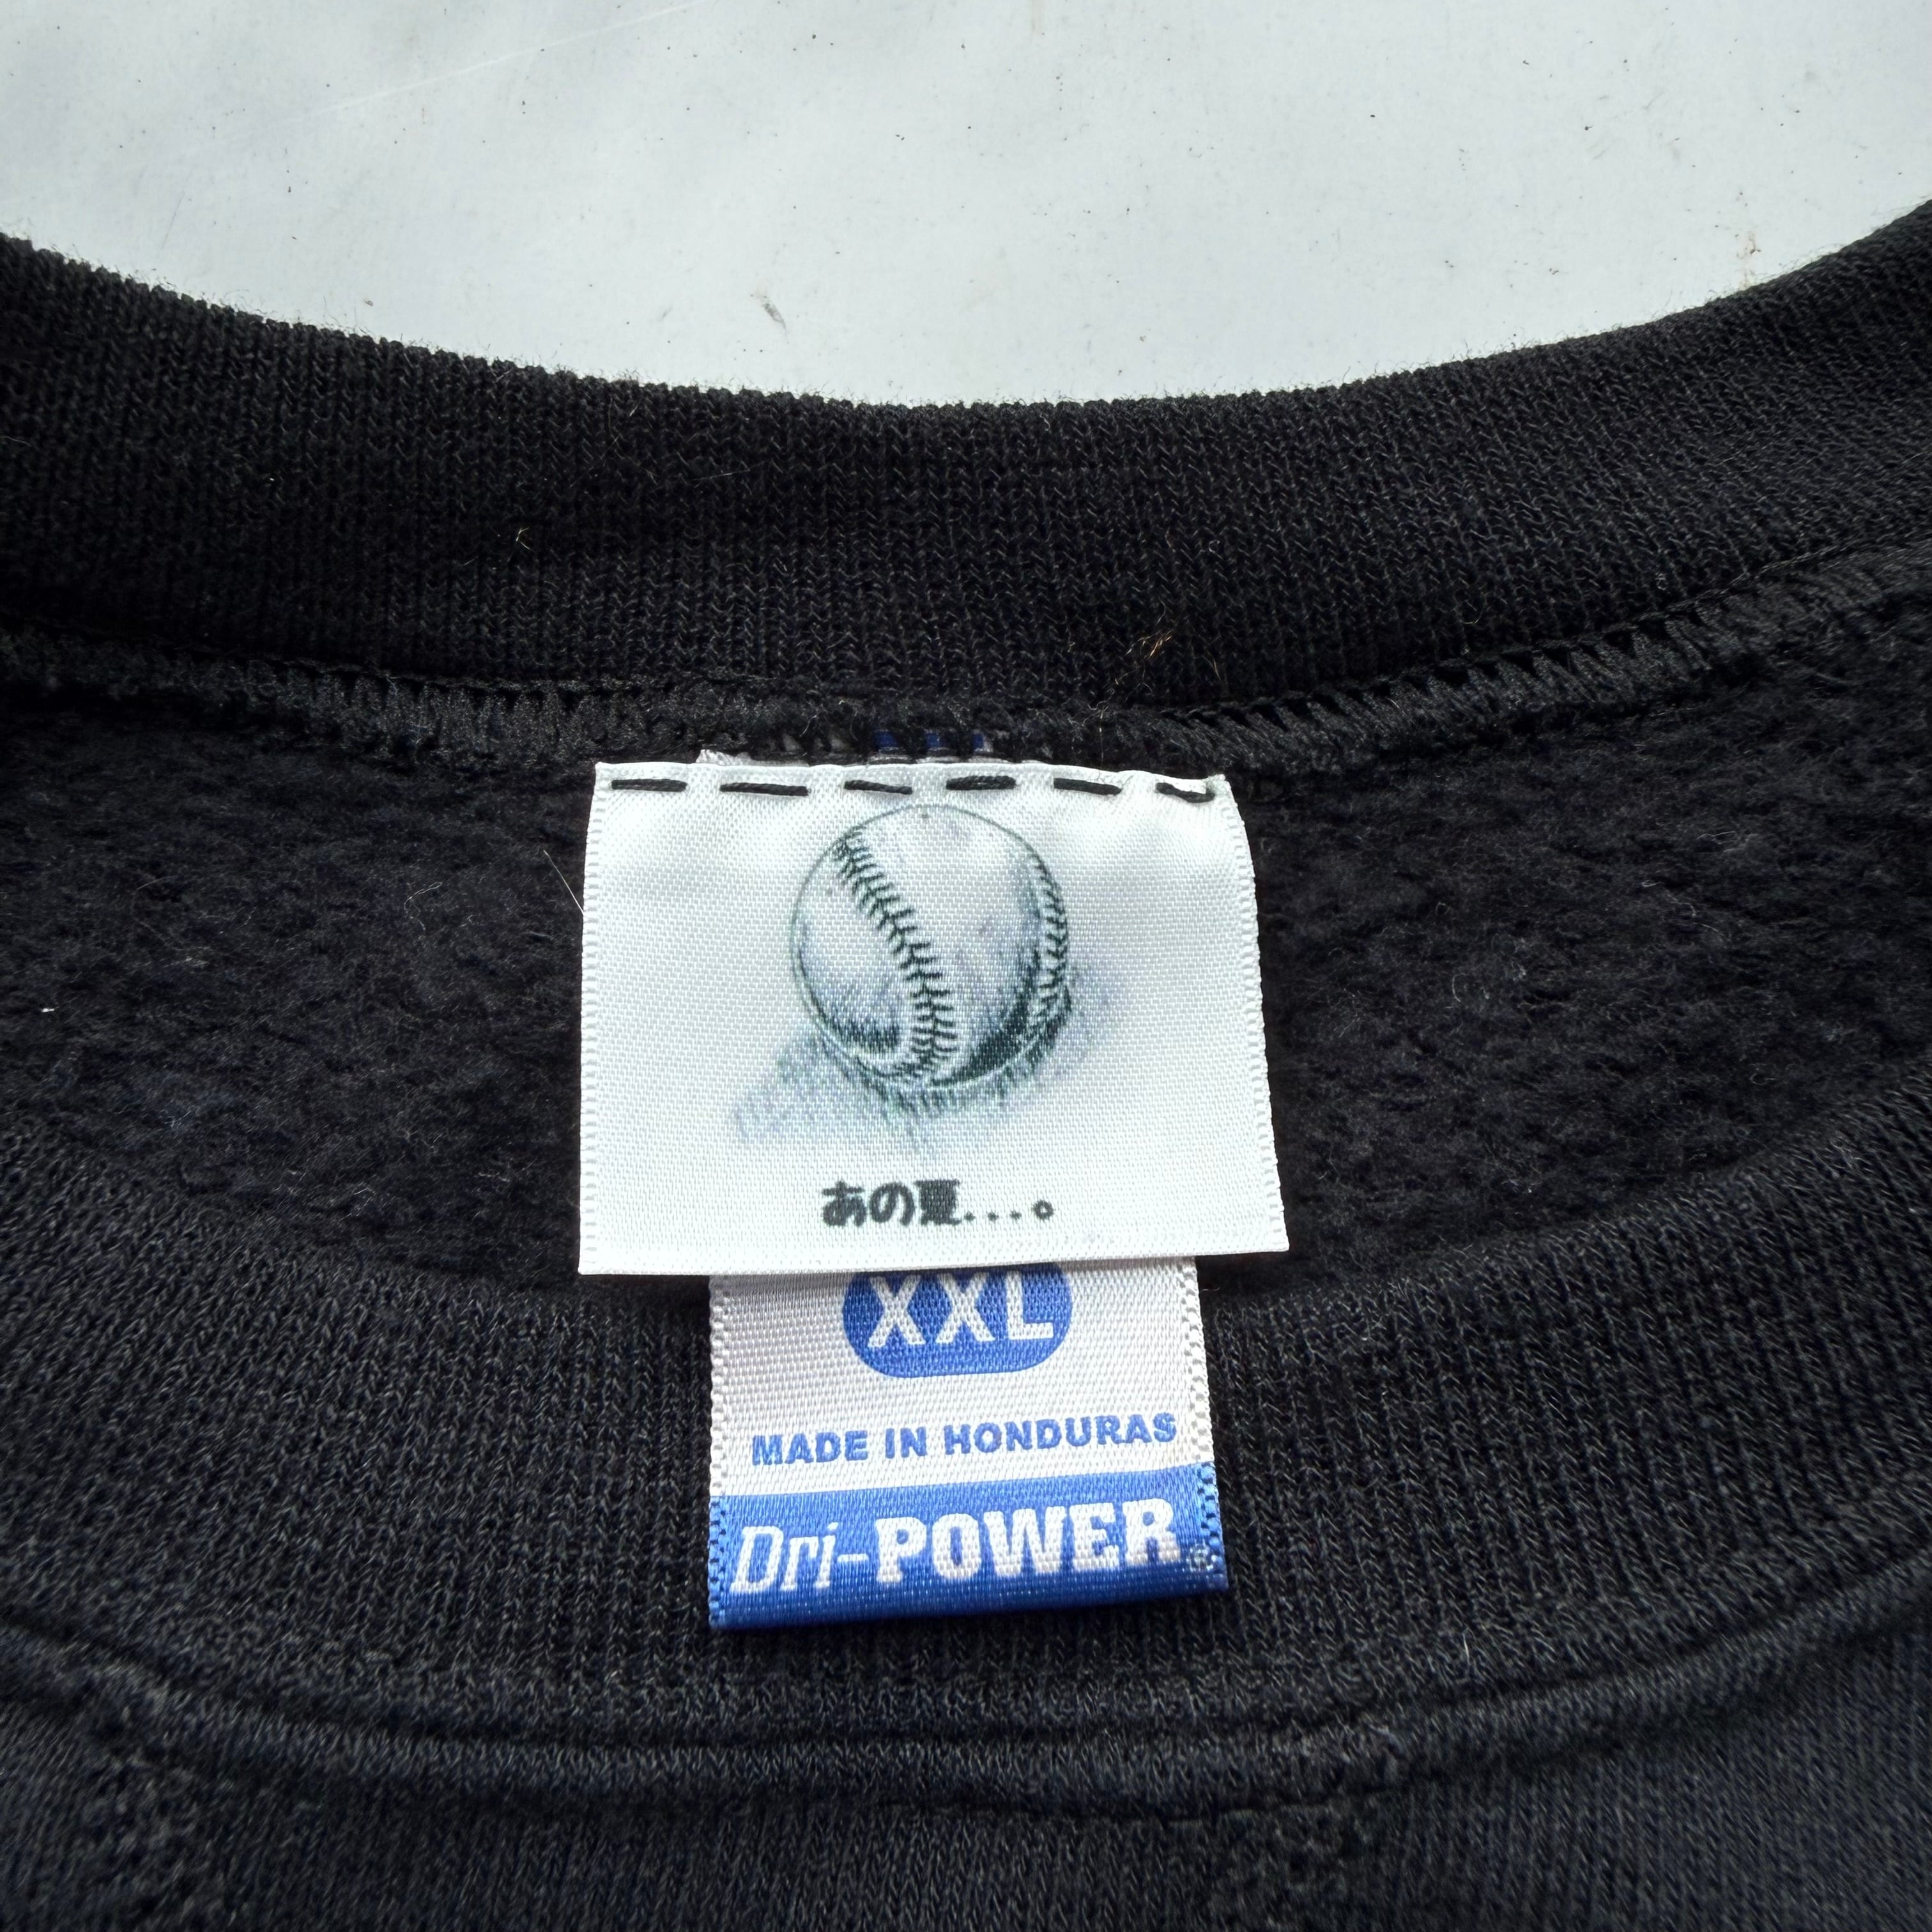 あの夏...。
XXL
MADE IN HONDURAS
Dri-POWER®